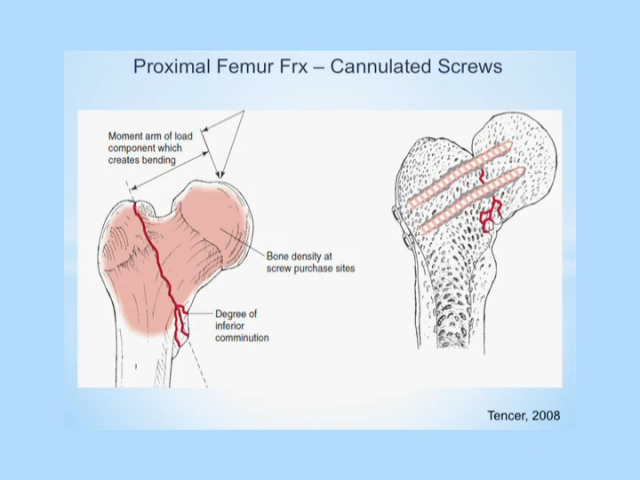 Proximal Femur Frx – Cannulated Screws
Moment arm of load
component which
creates bending
Bone density at
screw purchase sites
Degree of
inferior
comminution
Tencer, 2008